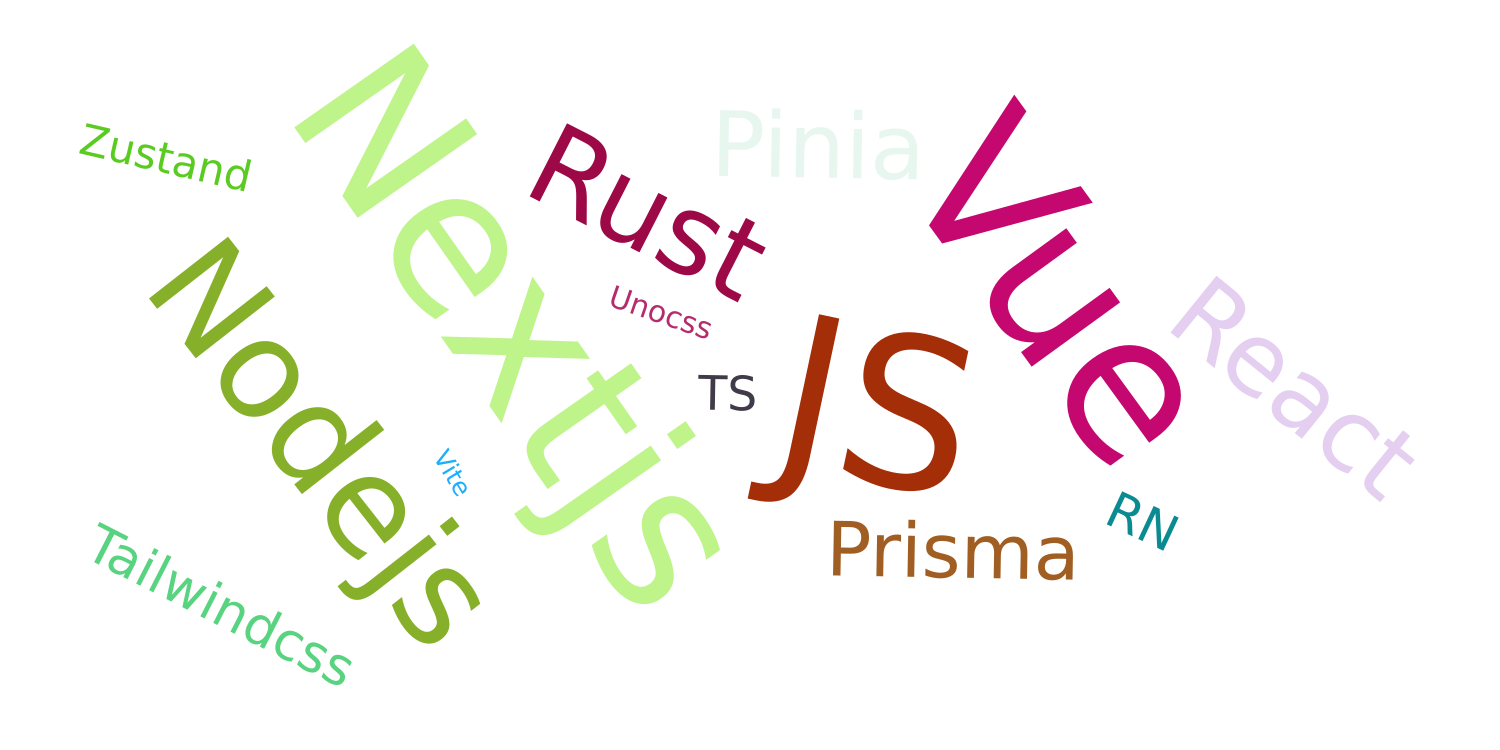 Zustand
Nextjs
Rust
Pinia
Vue
React
Nodejs
Unocss
TS
JS
Vite
RN
Prisma
Tailwindcss